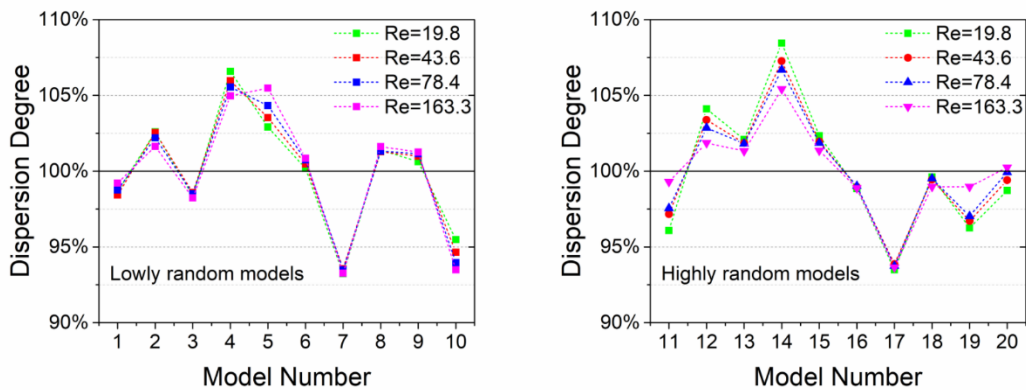 110%
105%
100%
95%
90%
Dispersion Degree
Re=19.8
Re=43.6
Re=78.4
Re=163.3
Lowly random models
1 2 3 4 5 6 7 8 9 10
Model Number
110%
105%
100%
95%
90%
Dispersion Degree
Re=19.8
Re=43.6
Re=78.4
Re=163.3
Highly random models
11 12 13 14 15 16 17 18 19 20
Model Number